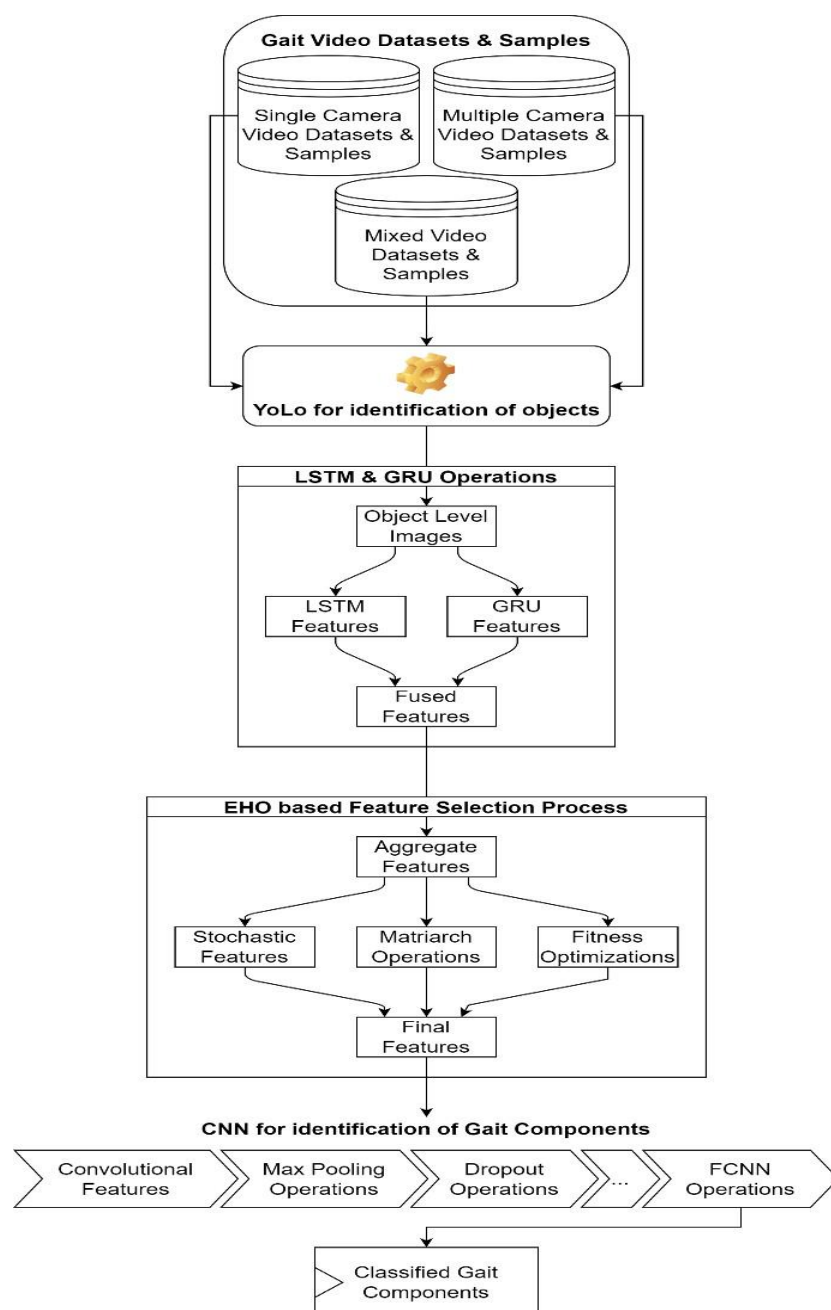 Gait Video Datasets & Samples
Single Camera
Video Datasets &
Samples
Multiple Camera
Video Datasets &
Samples
Mixed Video
Datasets &
Samples
YoLo for identification of objects
LSTM & GRU Operations
Object Level
Images
LSTM
Features
GRU
Features
Fused
Features
EHO based Feature Selection Process
Aggregate
Features
Stochastic
Features
Matriarch
Operations
Fitness
Optimizations
Final
Features
CNN for identification of Gait Components
Convolutional
Features
Max Pooling
Operations
Dropout
Operations
...
FCNN
Operations
Classified Gait
Components